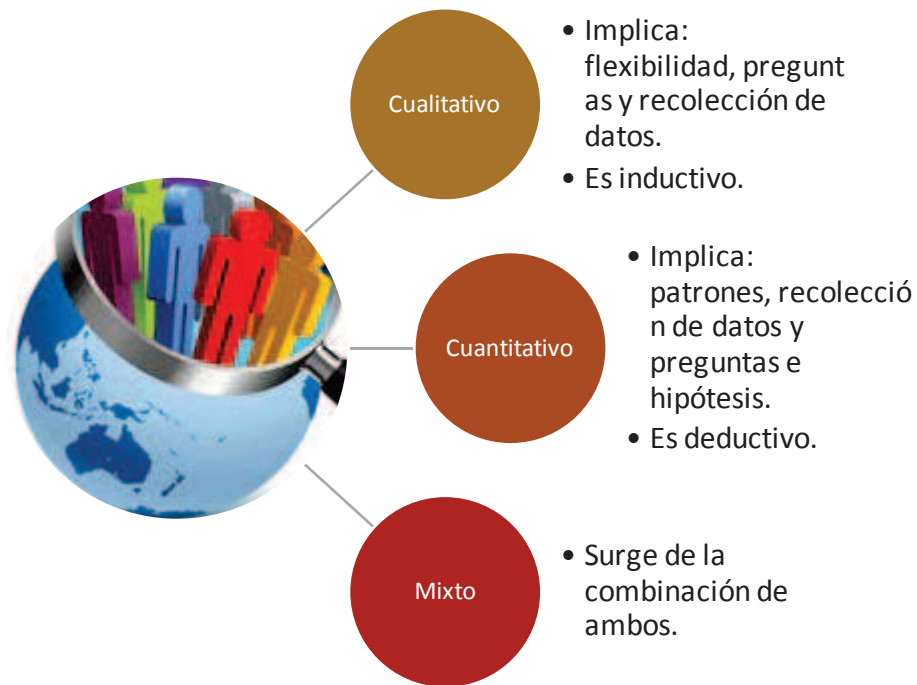 Cualitativo
• Implica:
flexibilidad, pregunt
as y recolección de
datos.
• Es inductivo.
Cuantitativo
• Implica:
patrones, recolecció
n de datos y
preguntas e
hipótesis.
• Es deductivo.
Mixto
• Surge de la
combinación de
ambos.